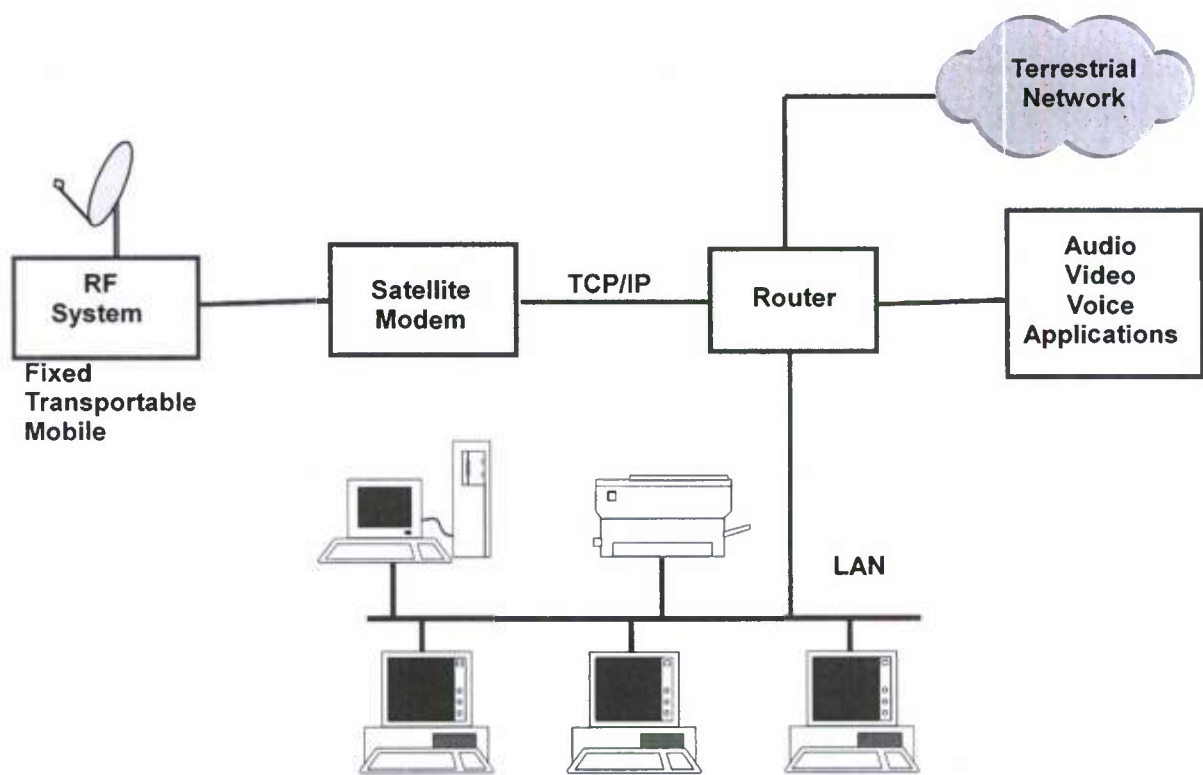 Terrestrial
Network
RF
System
Fixed
Transportable
Mobile
Satellite
Modem
TCP/IP
Router
Audio
Video
Voice
Applications
LAN